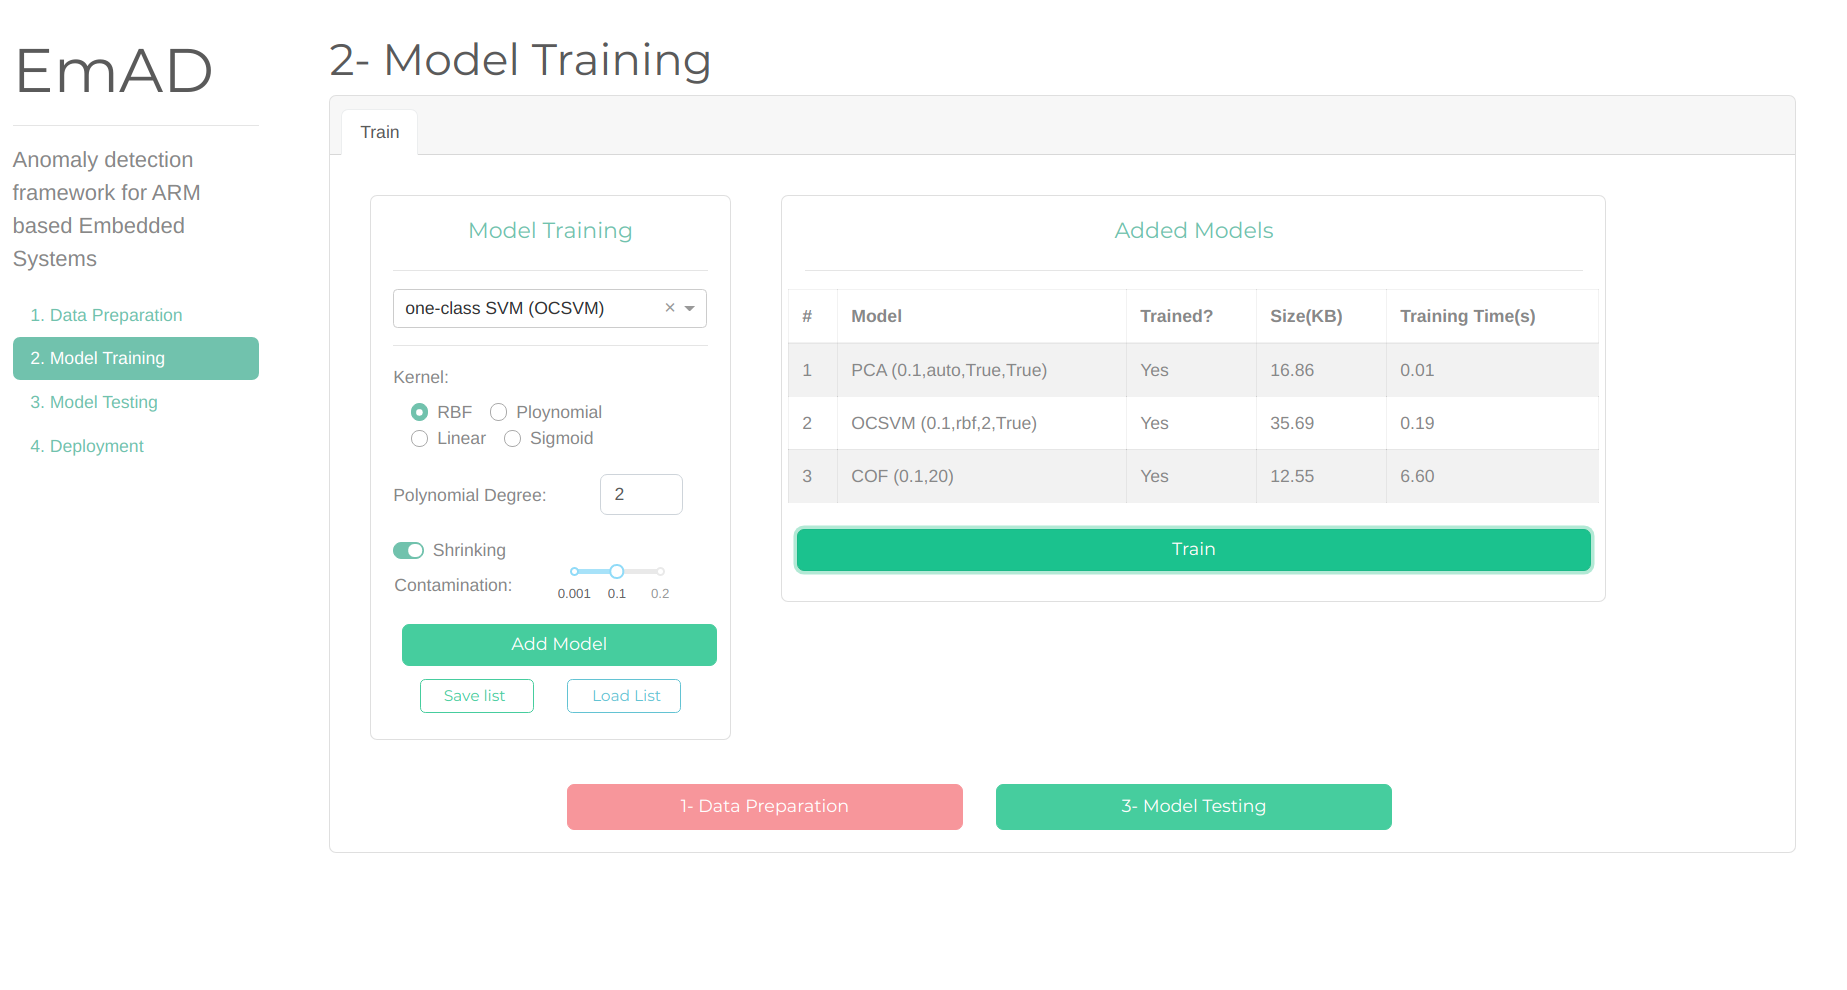 EmAD
Anomaly detection
framework for ARM
based Embedded
Systems
1. Data Preparation
2. Model Training
3. Model Testing
4. Deployment
2- Model Training
Train
Model Training
one-class SVM (OCSVM) ×
Kernel:
RBF Ploynomial
Linear Sigmoid
Polynomial Degree: 2
Shrinking
Contamination:
0.001 0.1 0.2
Add Model
Save list Load List
Added Models
# Model Trained? Size(KB) Training Time(s)
1 PCA (0.1,auto,True,True) Yes 16.86 0.01
2 OCSVM (0.1,rbf,2,True) Yes 35.69 0.19
3 COF (0.1,20) Yes 12.55 6.60
Train
1- Data Preparation 3- Model Testing